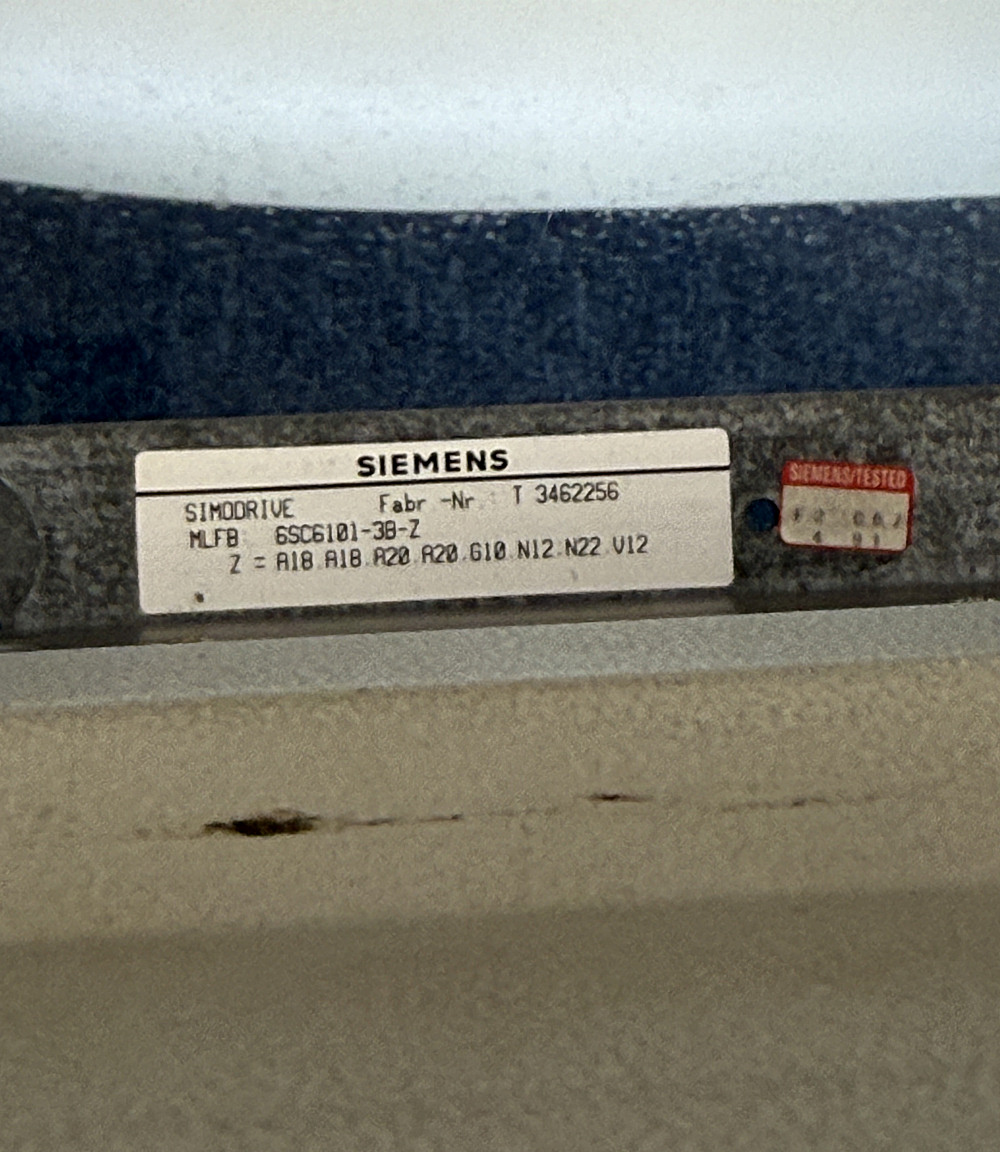 SIEMENS
SIMODRIVE Fabr -Nr : T 3462256
MLFB 6SC6101-3B-Z
Z = A18 A18 A20 A20 G10 N12 N22 V12
SIEMENS/TESTED